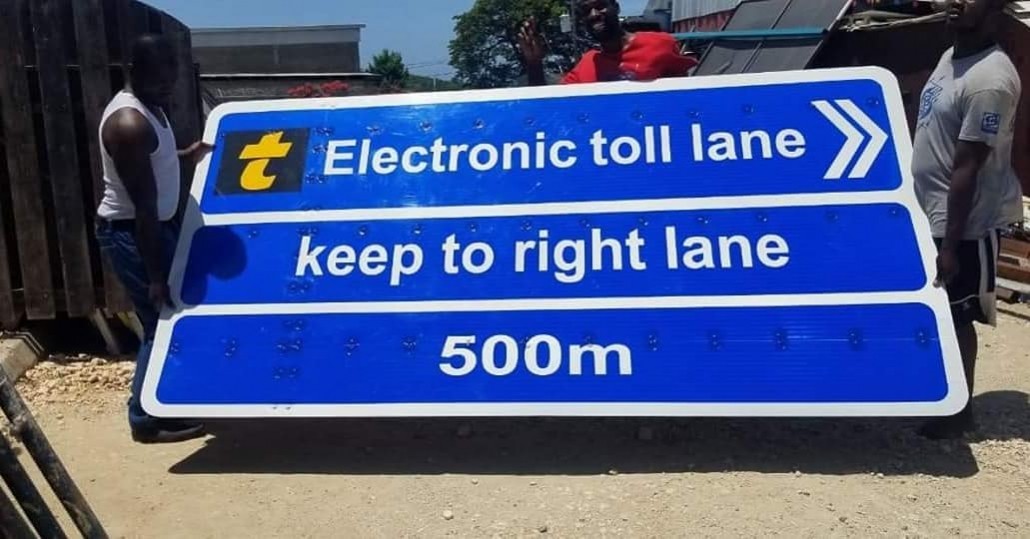 t Electronic toll lane
keep to right lane
500m